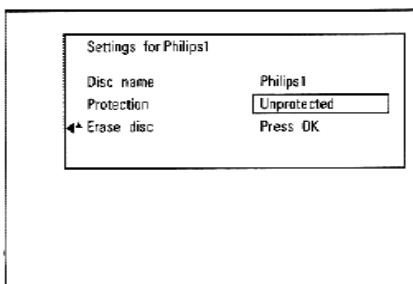 Settings for Philips1
Disc name Philips1
Protection Unprotected
Erase disc Press OK